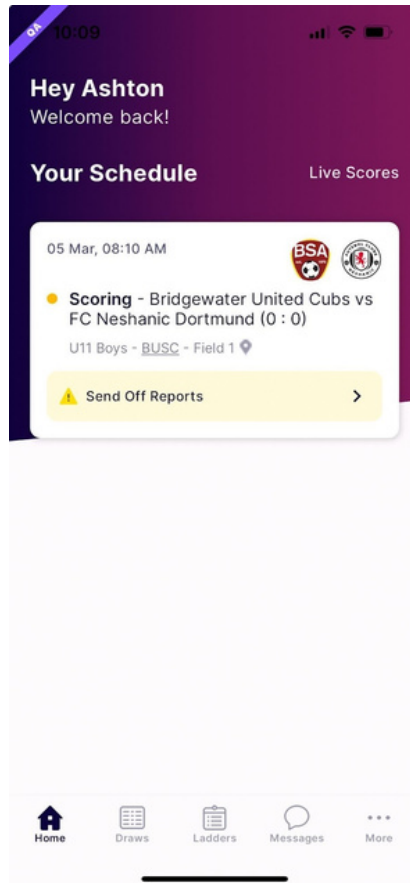 QA
10:09
Hey Ashton
Welcome back!
Your Schedule
Live Scores
05 Mar, 08:10 AM
BSA
Scoring - Bridgewater United Cubs vs
FC Neshanic Dortmund (0 : 0)
U11 Boys - BUSC - Field 1
Send Off Reports
Home
Draws
Ladders
Messages
More